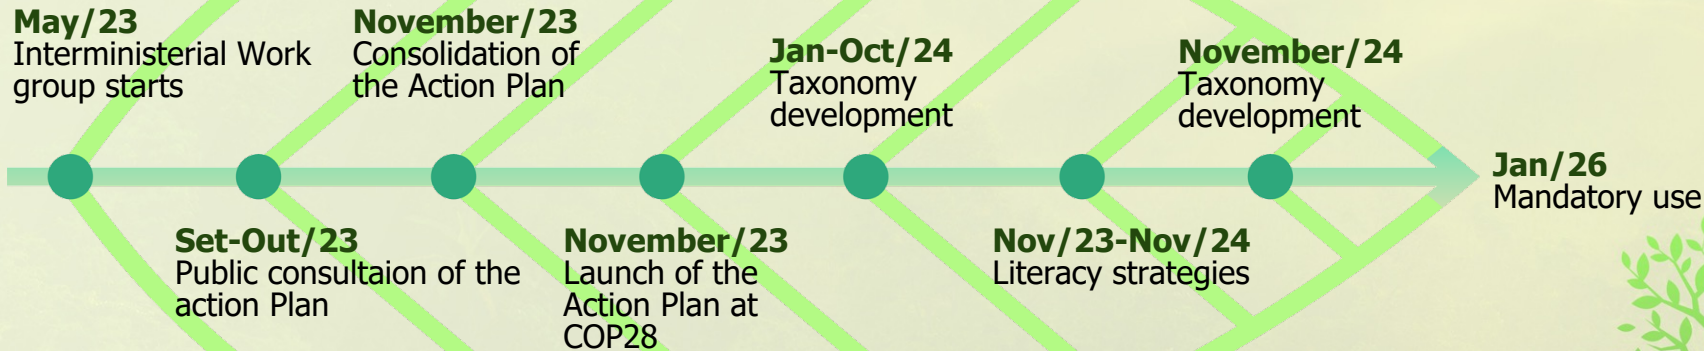 May/23
Interministerial Work
group starts
Set-Out/23
Public consultaion of the
action Plan
November/23
Consolidation of
the Action Plan
November/23
Launch of the
Action Plan at
COP28
Jan-Oct/24
Taxonomy
development
Nov/23-Nov/24
Literacy strategies
November/24
Taxonomy
development
Jan/26
Mandatory use